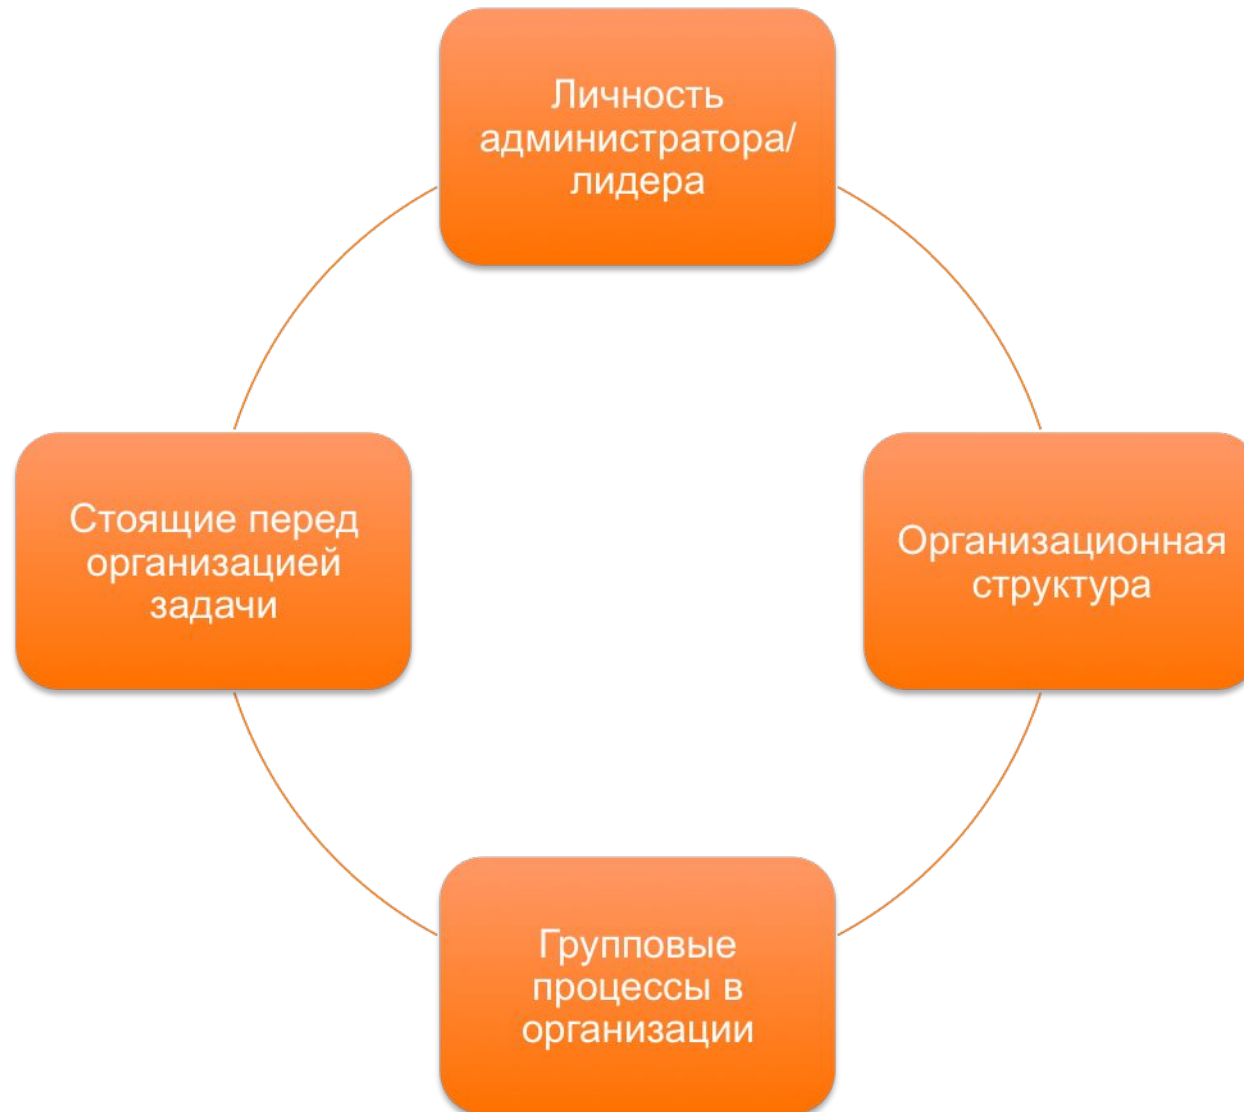 Личность
администратора/
лидера
Стоящие перед
организацией
задачи
Организационная
структура
Групповые
процессы в
организации